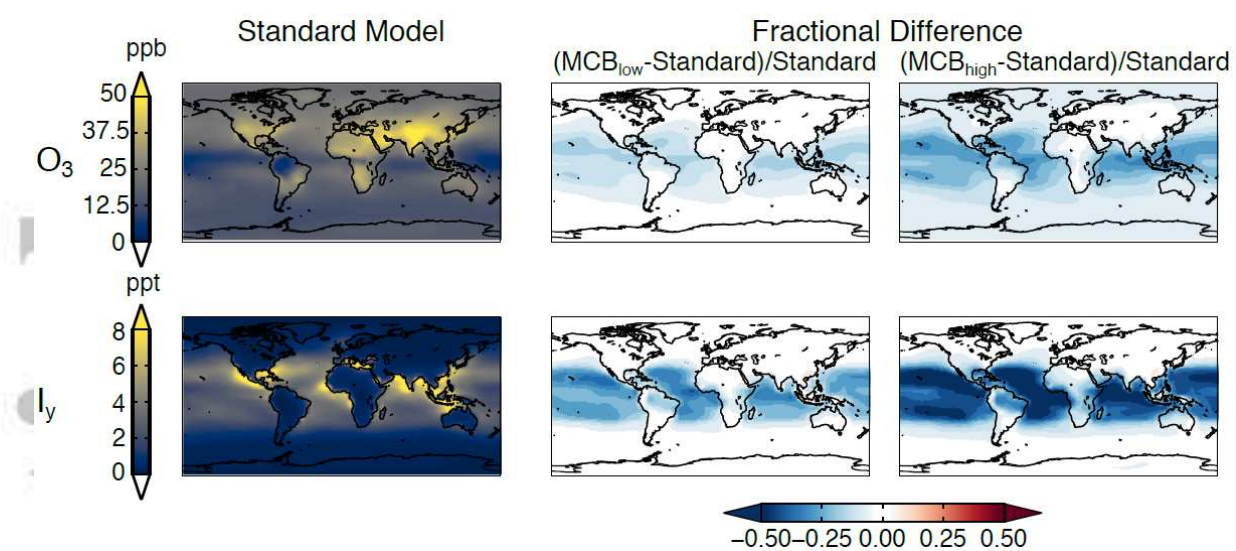 Standard Model
Fractional Difference
(MCBlow-Standard)/Standard
(MCBhigh-Standard)/Standard
ppb
50
37.5
25
12.5
0
O3
ppt
8
6
4
2
0
Iy
−0.50−0.25 0.00 0.25 0.50